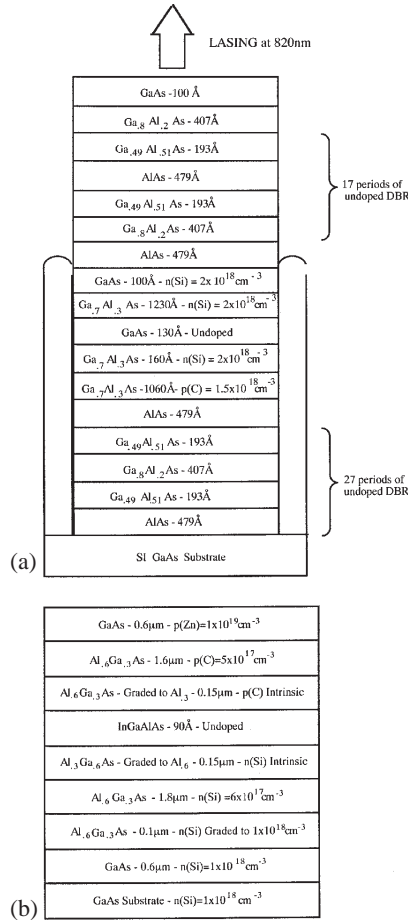 LASING at 820nm
GaAs -100 Å
Ga.8 Al.2 As - 407Å
Ga.49 Al.51 As - 193Å
AlAs - 479Å
Ga.49 Al.51 As - 193Å
Ga.8 Al.2 As - 407Å
17 periods of
undoped DBR
AlAs - 479Å
GaAs - 100Å - n(Si) = 2x 10^18 cm^-3
Ga.7 Al.3 As - 1230Å - n(Si) = 2x10^18 cm^-3
GaAs - 130Å - Undoped
Ga.7 Al.3 As - 160Å - n(Si) = 2x10^18 cm^-3
Ga.7 Al.3 As -1060Å- p(C) = 1.5x10^18 cm^-3
AlAs - 479Å
Ga.49 Al.51 As - 193Å
Ga.8 Al.2 As - 407Å
Ga.49 Al.51 As - 193Å
AlAs - 479Å
27 periods of
undoped DBR
SI GaAs Substrate
(a)
GaAs - 0.6μm - p(Zn)=1x10^19 cm^-3
Al.6 Ga.3 As - 1.6μm - p(C)=5x10^17 cm^-3
Al.6 Ga.3 As - Graded to Al.3 - 0.15μm - p(C) Intrinsic
InGaAlAs - 90Å - Undoped
Al.3 Ga.6 As - Graded to Al.6 - 0.15μm - n(Si) Intrinsic
Al.6 Ga.3 As - 1.8μm - n(Si) =6x10^17 cm^-3
Al.6 Ga.3 As - 0.1μm - n(Si) Graded to 1x10^18 cm^-3
GaAs - 0.6μm - n(Si)=1x10^18 cm^-3
GaAs Substrate - n(Si)=1x10^18 cm^-3
(b)